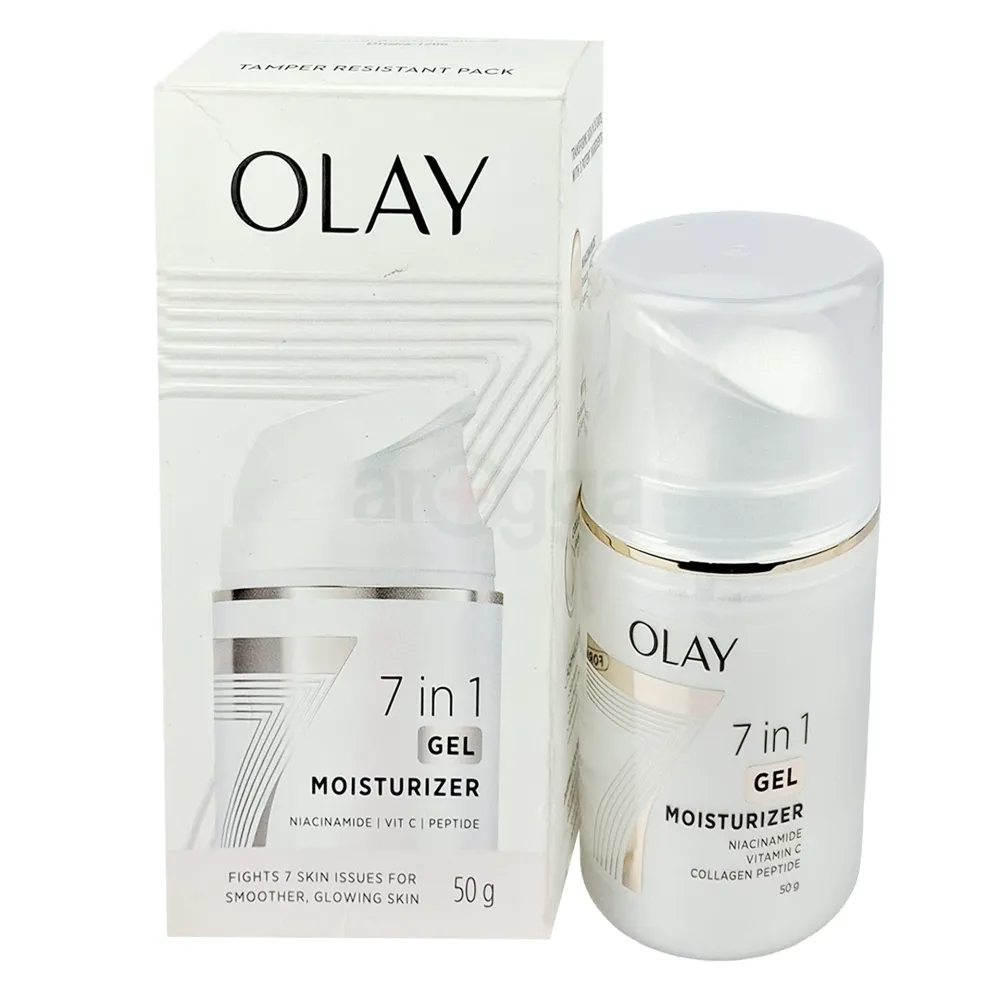 TAMPER RESISTANT PACK
OLAY
7 in 1
GEL
MOISTURIZER
NIACINAMIDE | VIT C | PEPTIDE
FIGHTS 7 SKIN ISSUES FOR
SMOOTHER, GLOWING SKIN
50 g
arogga
OLAY
7 in 1
GEL
MOISTURIZER
NIACINAMIDE
VITAMIN C
COLLAGEN PEPTIDE
50 g